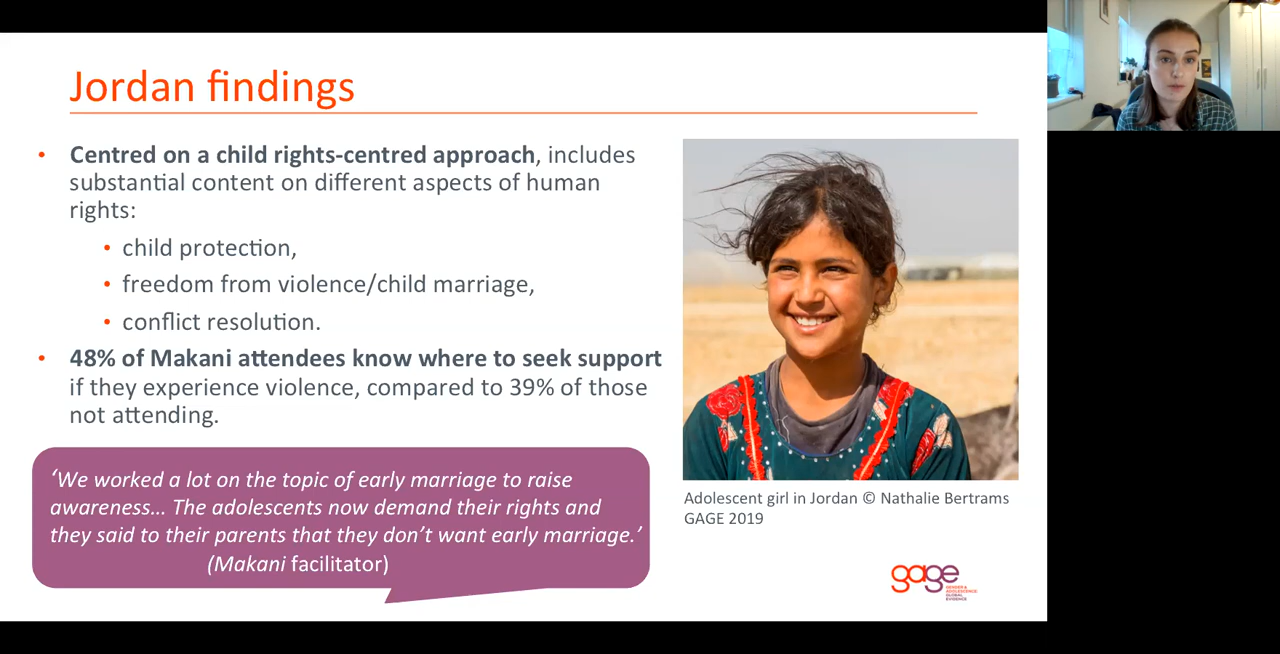 Jordan findings
• Centred on a child rights-centred approach, includes
substantial content on different aspects of human
rights:
• child protection,
• freedom from violence/child marriage,
• conflict resolution.
• 48% of Makani attendees know where to seek support
if they experience violence, compared to 39% of those
not attending.
‘We worked a lot on the topic of early marriage to raise
awareness… The adolescents now demand their rights and
they said to their parents that they don’t want early marriage.’
(Makani facilitator)
Adolescent girl in Jordan © Nathalie Bertrams
GAGE 2019
gage
GENDER &
ADOLESCENCE
GLOBAL
EVIDENCE